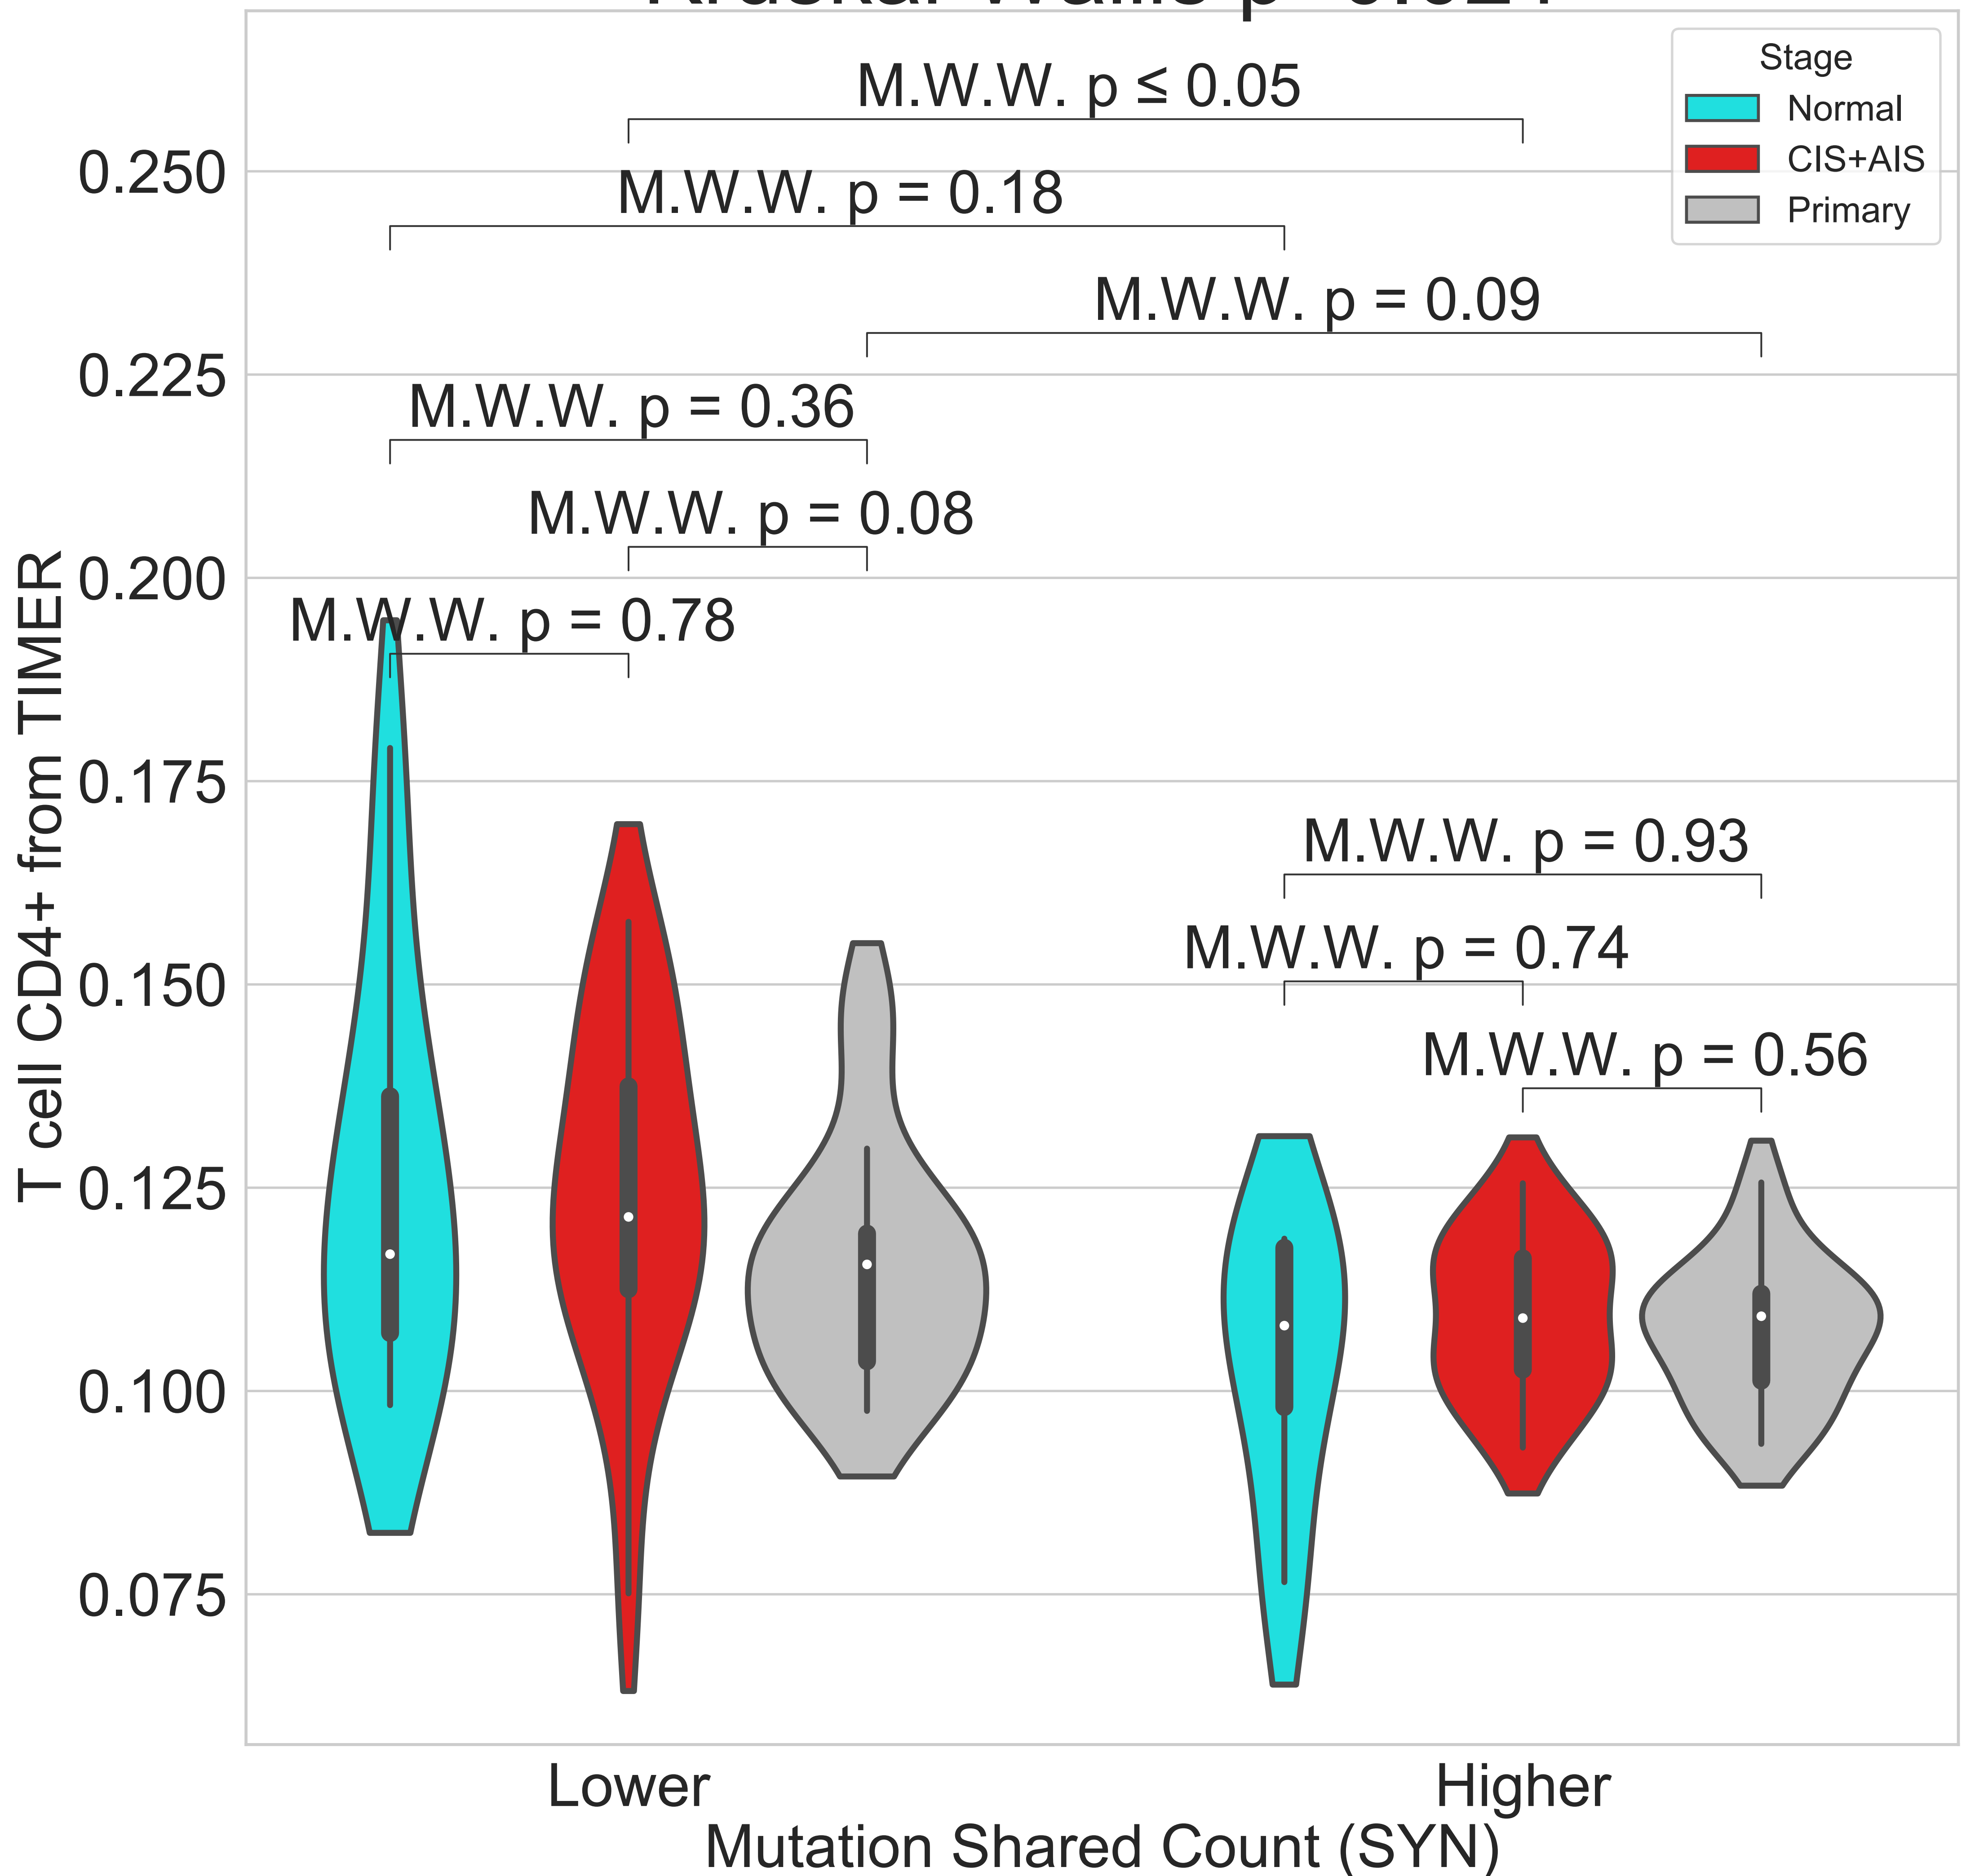 M.W.W. p ≤ 0.05
M.W.W. p = 0.18
M.W.W. p = 0.09
M.W.W. p = 0.36
M.W.W. p = 0.08
M.W.W. p = 0.78
M.W.W. p = 0.93
M.W.W. p = 0.74
M.W.W. p = 0.56
Stage
Normal
CIS+AIS
Primary
T cell CD4+ from TIMER
0.250
0.225
0.200
0.175
0.150
0.125
0.100
0.075
Lower
Higher
Mutation Shared Count (SYN)